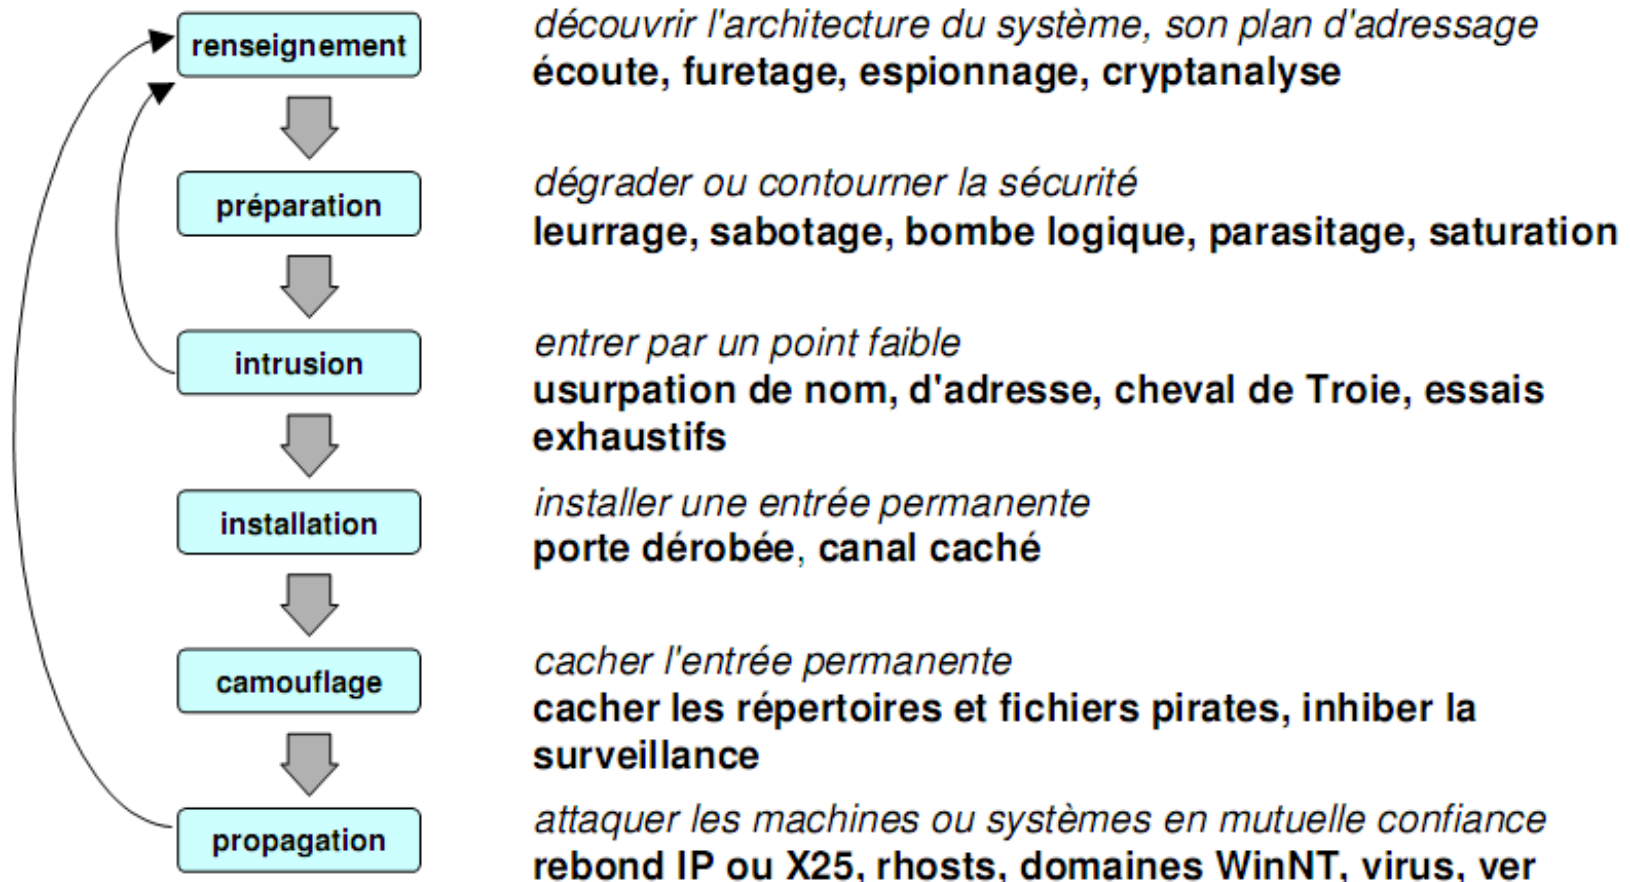 renseignement
découvrir l'architecture du système, son plan d'adressage
écoute, furetage, espionnage, cryptanalyse
préparation
dégrader ou contourner la sécurité
leurrage, sabotage, bombe logique, parasitage, saturation
intrusion
entrer par un point faible
usurpation de nom, d'adresse, cheval de Troie, essais
exhaustifs
installation
installer une entrée permanente
porte dérobée, canal caché
camouflage
cacher l'entrée permanente
cacher les répertoires et fichiers pirates, inhiber la
surveillance
propagation
attaquer les machines ou systèmes en mutuelle confiance
rebond IP ou X25, rhosts, domaines WinNT, virus, ver